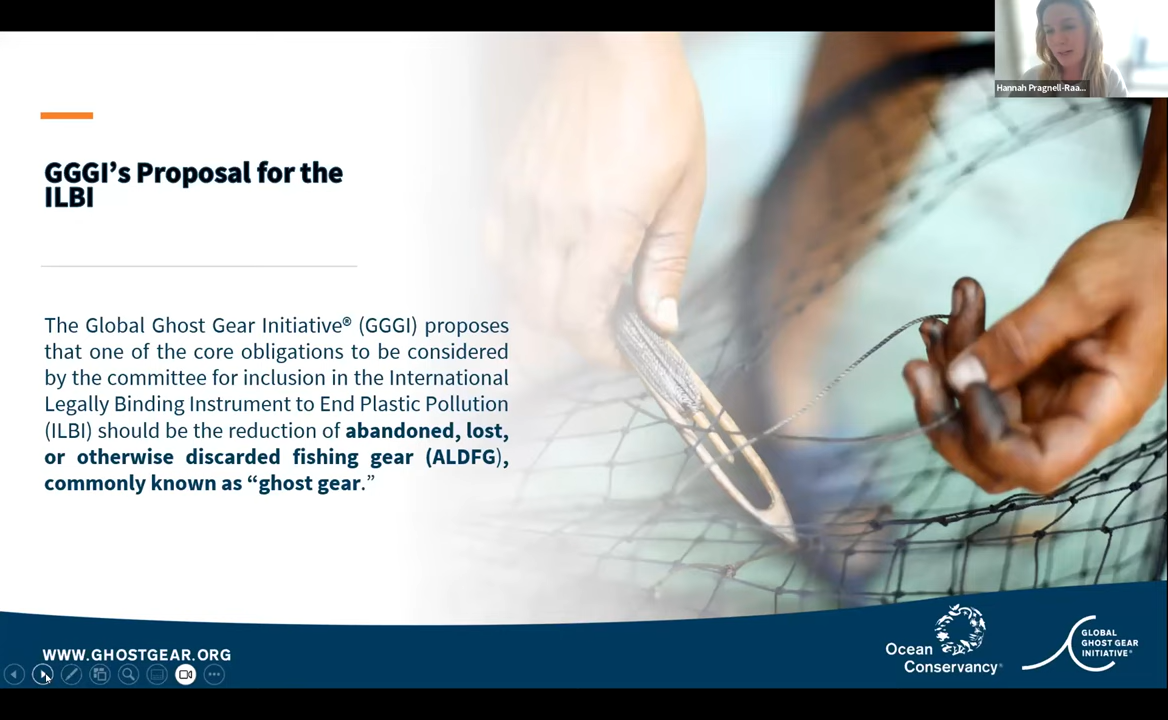 Hannah Pragnell-Raa...
GGGI’s Proposal for the
ILBI
The Global Ghost Gear Initiative® (GGGI) proposes
that one of the core obligations to be considered
by the committee for inclusion in the International
Legally Binding Instrument to End Plastic Pollution
(ILBI) should be the reduction of abandoned, lost,
or otherwise discarded fishing gear (ALDFG),
commonly known as “ghost gear.”
WWW.GHOSTGEAR.ORG
Ocean
Conservancy®
GLOBAL
GHOST GEAR
INITIATIVE®